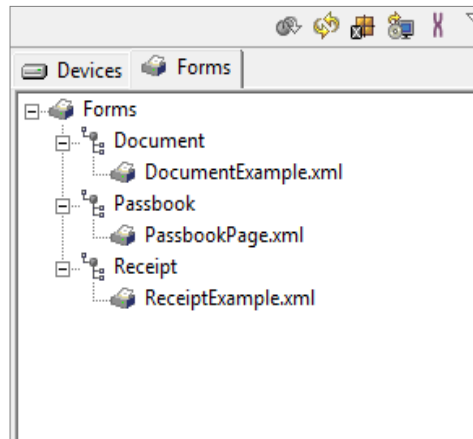 Devices Forms
Forms
Document
DocumentExample.xml
Passbook
PassbookPage.xml
Receipt
ReceiptExample.xml